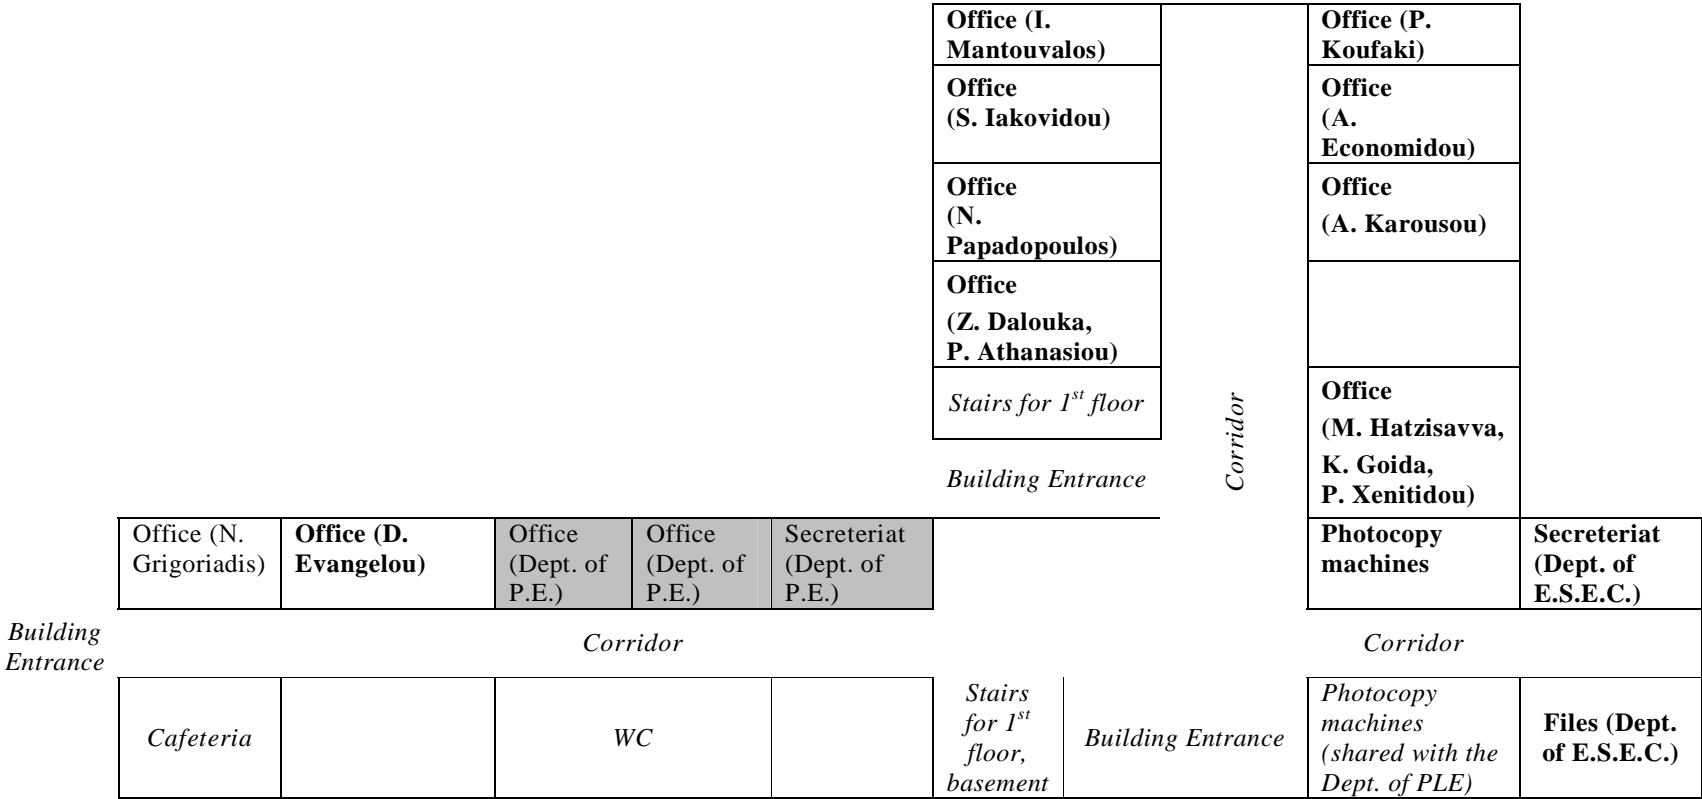 Office (I.
Mantouvalos)
Office (P.
Koufaki)
Office
(S. Iakovidou)
Office
(A.
Economidou)
Office
(N.
Papadopoulos)
Office
(A. Karousou)
Office
(Z. Dalouka,
P. Athanasiou)
Stairs for 1st floor
Corridor
Office
(M. Hatzisavva,
K. Goida,
P. Xenitidou)
Building Entrance
Office (N.
Grigoriadis)
Office (D.
Evangelou)
Office
(Dept. of
P.E.)
Office
(Dept. of
P.E.)
Secreteriat
(Dept. of
P.E.)
Photocopy
machines
Secreteriat
(Dept. of
E.S.E.C.)
Building
Entrance
Corridor
Corridor
Cafeteria
WC
Stairs
for 1st
floor,
basement
Building Entrance
Photocopy
machines
(shared with the
Dept. of PLE)
Files (Dept.
of E.S.E.C.)